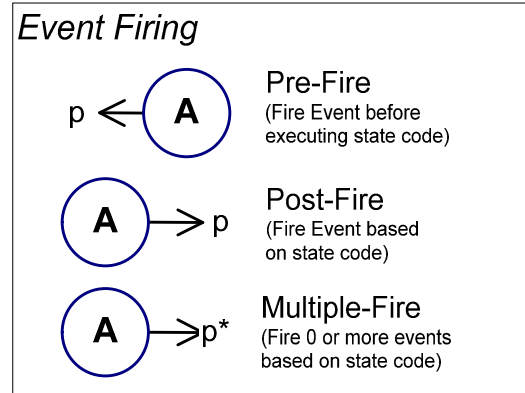 Event Firing
p A Pre-Fire
(Fire Event before
executing state code)
A p Post-Fire
(Fire Event based
on state code)
A p* Multiple-Fire
(Fire 0 or more events
based on state code)